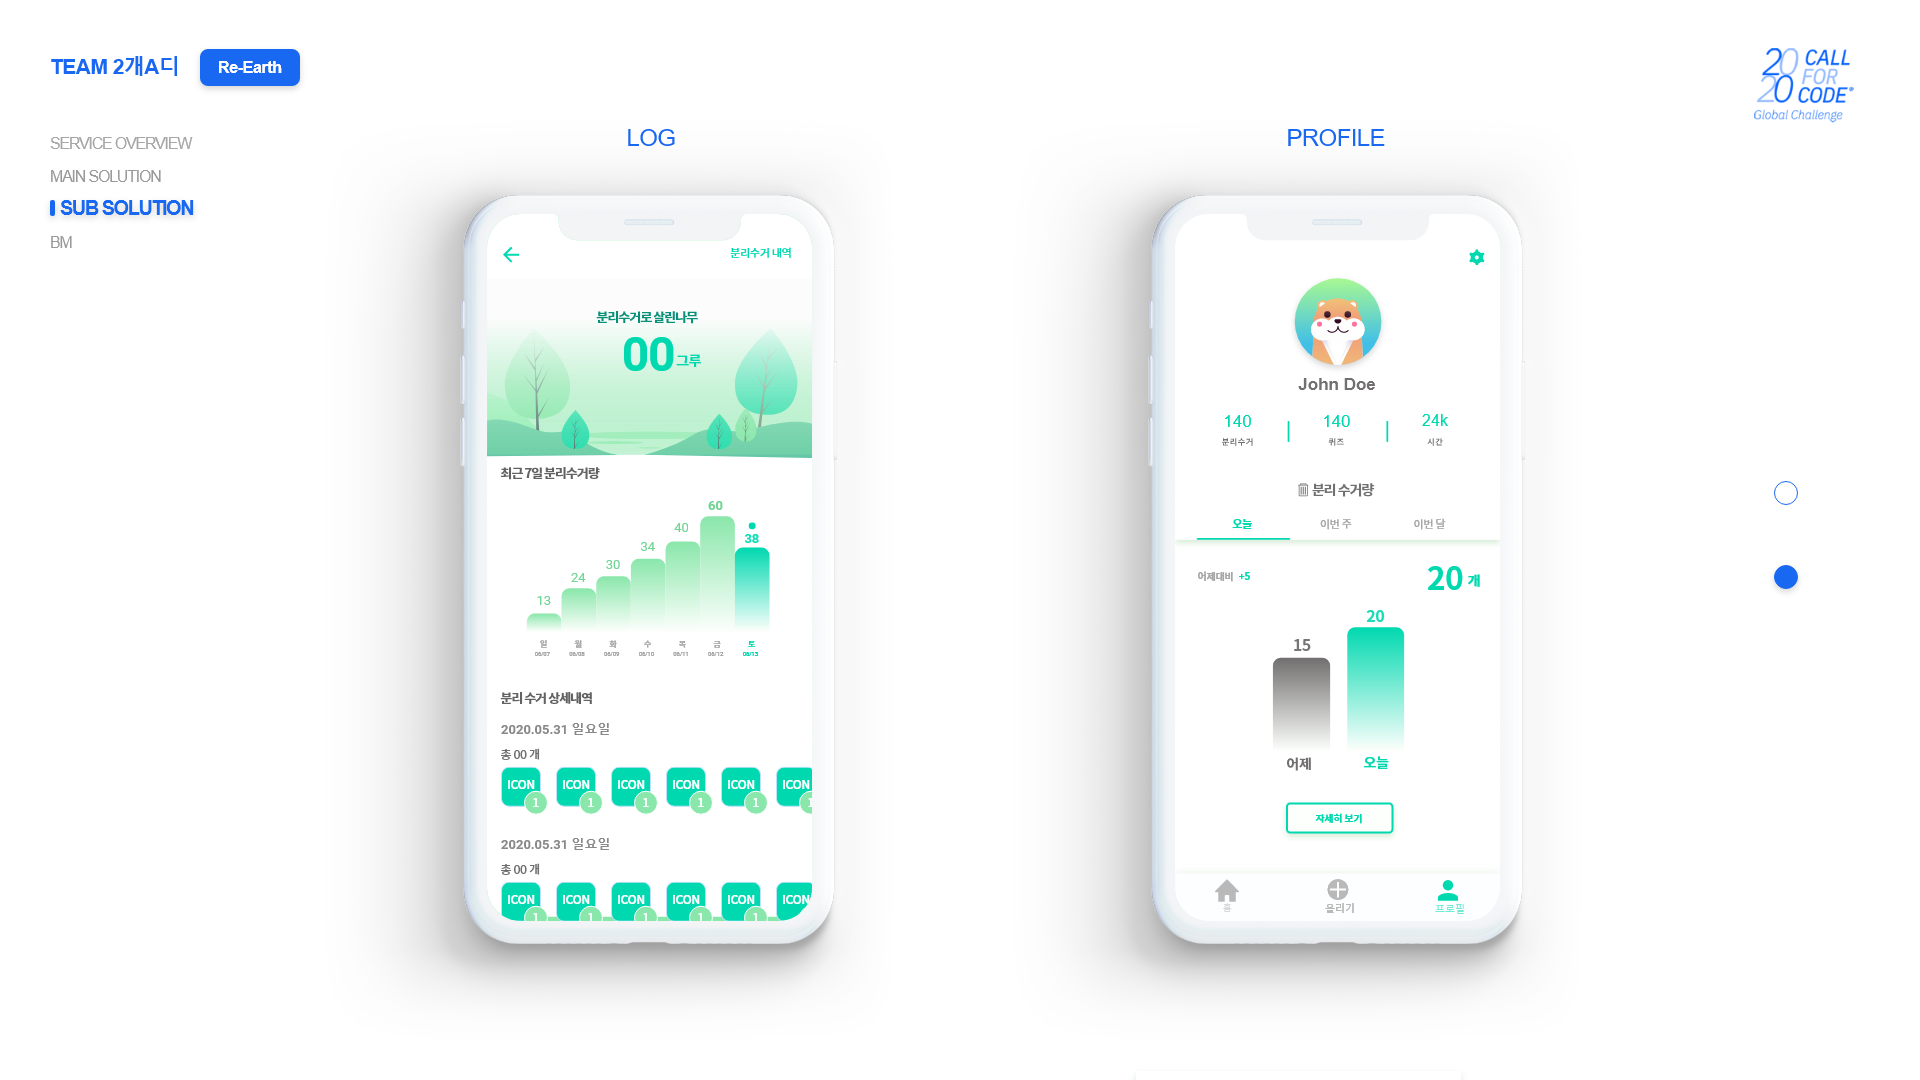 TEAM 2개A디
Re-Earth
SERVICE OVERVIEW
MAIN SOLUTION
SUB SOLUTION
BM
20 CALL
FOR
20 CODE®
Global Challenge
LOG
분리수거 내역
분리수거로 살린나무
00 그루
최근 7일 분리수거량
13 24 30 34 40 60 38
일 월 화 수 목 금 토
06/07 06/08 06/09 06/10 06/11 06/12 06/13
분리 수거 상세내역
2020.05.31 일요일
총 00 개
ICON ICON ICON ICON ICON ICON
1 1 1 1 1 1
2020.05.31 일요일
총 00 개
ICON ICON ICON ICON ICON ICON
1 1 1 1 1
PROFILE
John Doe
140 140 24k
분리수거 퀴즈 시간
분리 수거량
오늘 이번 주 이번 달
어제대비 +5
20 개
15 20
어제 오늘
자세히 보기
홈 올리기 프로필